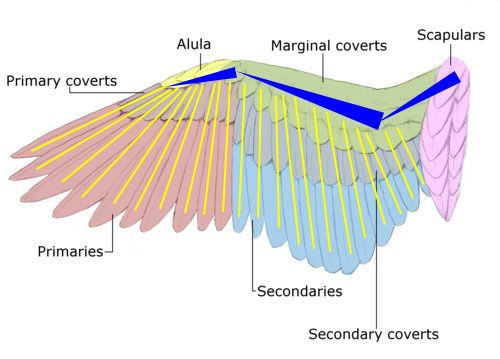 Scapulars
Alula
Marginal coverts
Primary coverts
Primaries
Secondaries
Secondary coverts